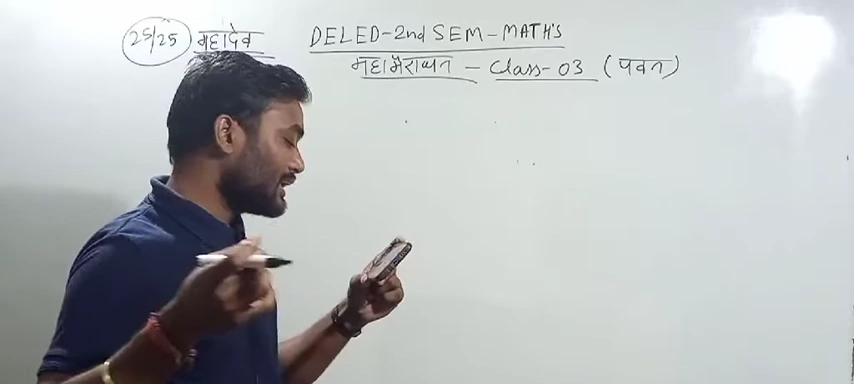 25/25 महादेव DELED-2nd SEM-MATH'S
महामैराथन - Class-03 (पवन)